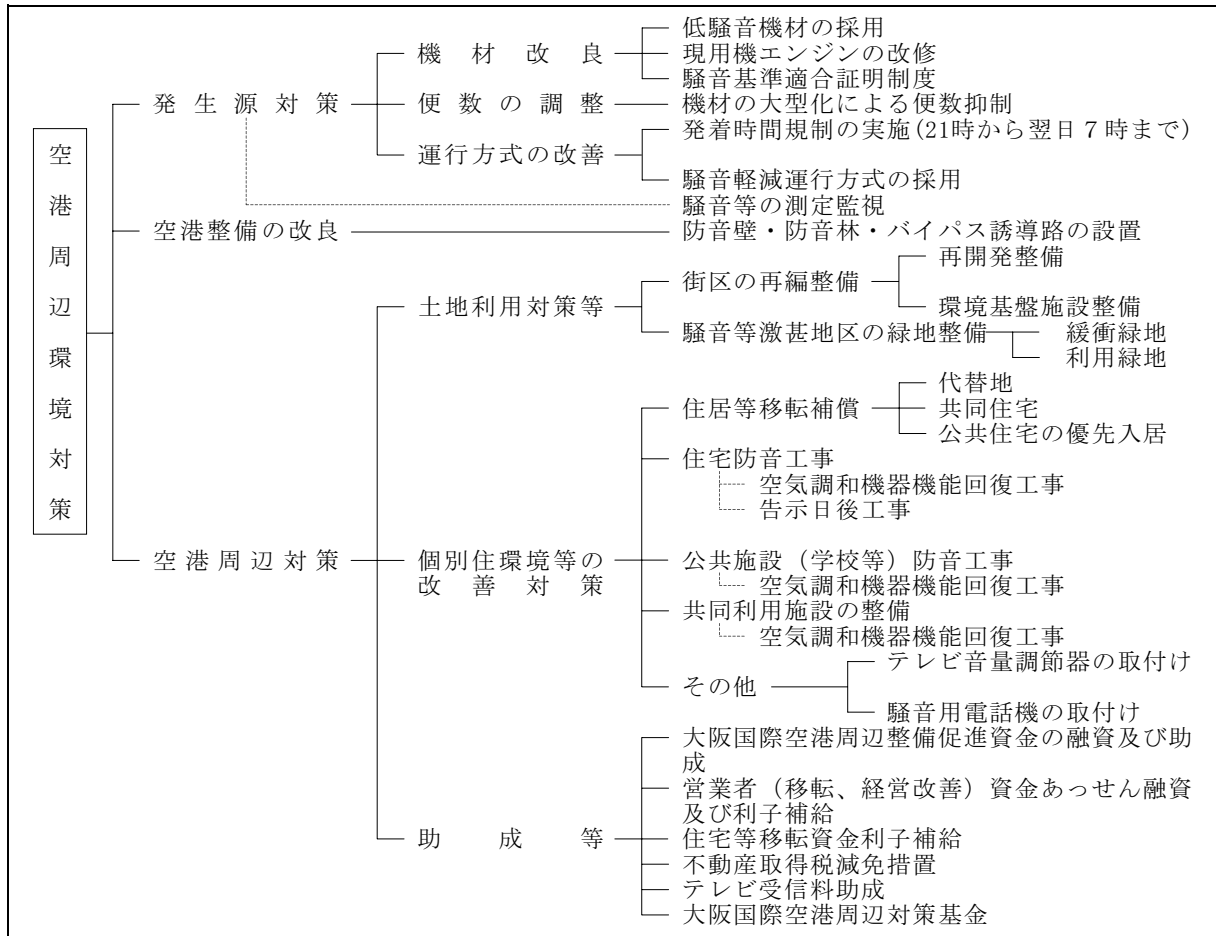 空港周辺環境対策
発生源対策
機材改良
低騒音機材の採用
現用機エンジンの改修
騒音基準適合証明制度
便数の調整
機材の大型化による便数抑制
運行方式の改善
発着時間規制の実施(21時から翌日7時まで)
騒音軽減運行方式の採用
騒音等の測定監視
空港整備の改良
防音壁・防音林・バイパス誘導路の設置
空港周辺対策
土地利用対策等
街区の再編整備
再開発整備
環境基盤施設整備
騒音等激甚地区の緑地整備
緩衝緑地
利用緑地
個別住環境等の
改善対策
住居等移転補償
代替地
共同住宅
公共住宅の優先入居
住宅防音工事
空気調和機器機能回復工事
告示日後工事
公共施設(学校等)防音工事
空気調和機器機能回復工事
共同利用施設の整備
空気調和機器機能回復工事
その他
テレビ音量調節器の取付け
騒音用電話機の取付け
助成等
大阪国際空港周辺整備促進資金の融資及び助
成
営業者(移転、経営改善)資金あっせん融資
及び利子補給
住宅等移転資金利子補給
不動産取得税減免措置
テレビ受信料助成
大阪国際空港周辺対策基金